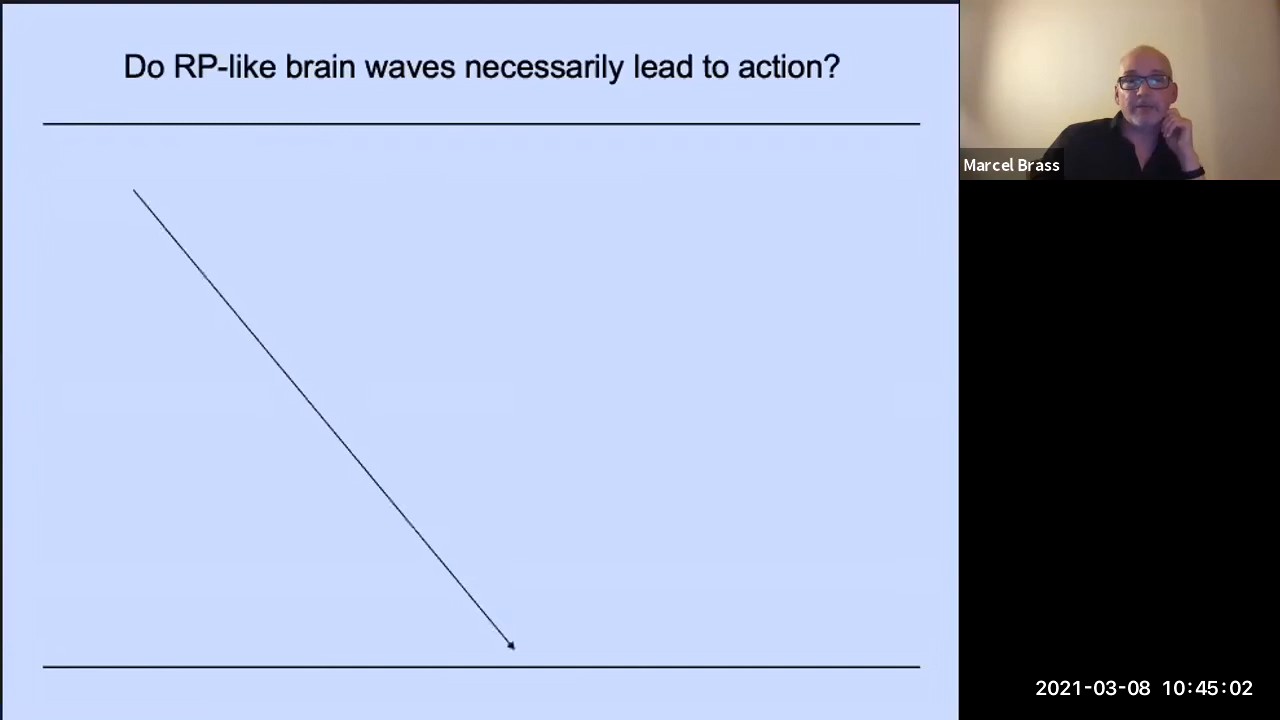 Do RP-like brain waves necessarily lead to action?
Marcel Brass
2021-03-08 10:45:02